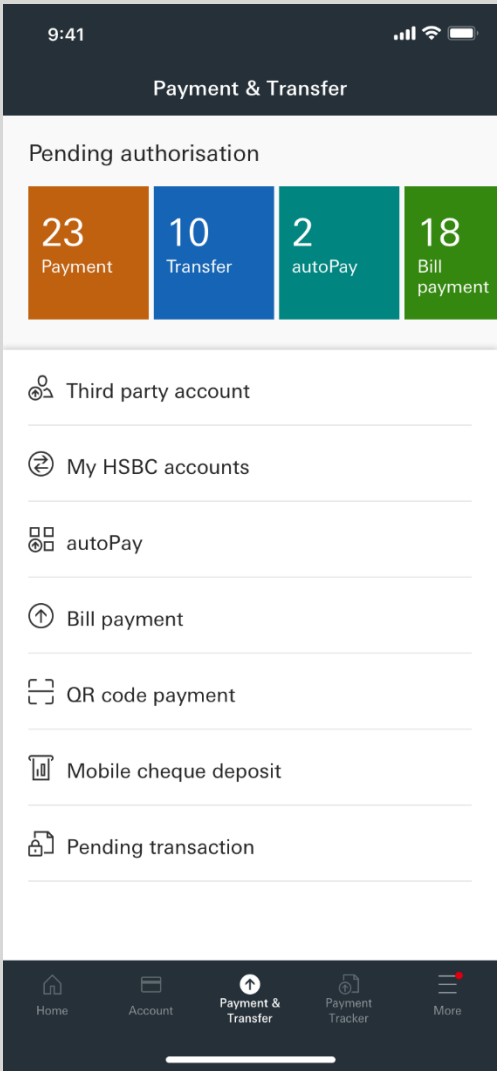 9:41
Payment & Transfer
Pending authorisation
23
Payment
10
Transfer
2
autoPay
18
Bill
payment
Third party account
My HSBC accounts
autoPay
Bill payment
QR code payment
Mobile cheque deposit
Pending transaction
Home
Account
Payment &
Transfer
Payment
Tracker
More